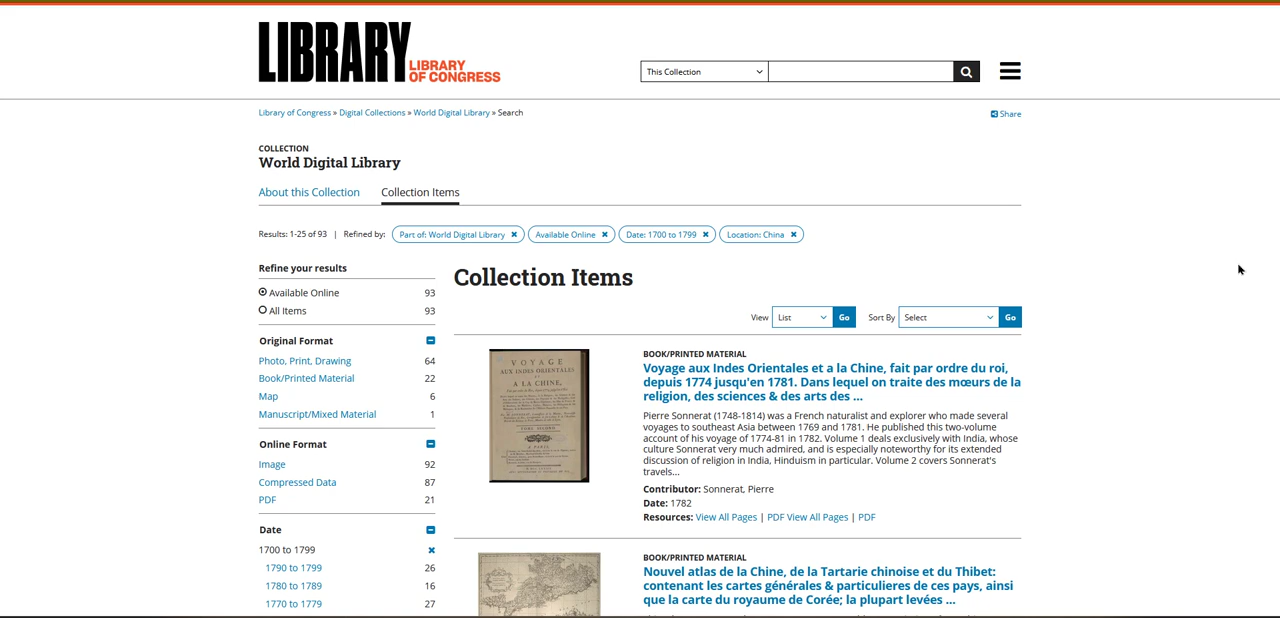 LIBRARY
LIBRARY
OF CONGRESS
This Collection
Library of Congress » Digital Collections » World Digital Library » Search
Share
COLLECTION
World Digital Library
About this Collection
Collection Items
Results: 1-25 of 93 | Refined by:
Part of: World Digital Library ✖
Available Online ✖
Date: 1700 to 1799 ✖
Location: China ✖
Refine your results
Available Online 93
All Items 93
Original Format
Photo, Print, Drawing 64
Book/Printed Material 22
Map 6
Manuscript/Mixed Material 1
Online Format
Image 92
Compressed Data 87
PDF 21
Date
1700 to 1799 ✖
1790 to 1799 26
1780 to 1789 16
1770 to 1779 27
Collection Items
View List Go Sort By Select Go
VOYAGE
AUX INDES ORIENTALES
A LA CHINE,
BOOK/PRINTED MATERIAL
Voyage aux Indes Orientales et a la Chine, fait par ordre du roi,
depuis 1774 jusqu'en 1781. Dans lequel on traite des mœurs de la
religion, des sciences & des arts des ...
Pierre Sonnerat (1748-1814) was a French naturalist and explorer who made several
voyages to southeast Asia between 1769 and 1781. He published this two-volume
account of his voyage of 1774-81 in 1782. Volume 1 deals exclusively with India, whose
culture Sonnerat very much admired, and is especially noteworthy for its extended
discussion of religion in India, Hinduism in particular. Volume 2 covers Sonnerat's
travels...
Contributor: Sonnerat, Pierre
Date: 1782
Resources: View All Pages | PDF View All Pages | PDF
BOOK/PRINTED MATERIAL
Nouvel atlas de la Chine, de la Tartarie chinoise et du Thibet:
contenant les cartes générales & particulieres de ces pays, ainsi
que la carte du royaume de Corée; la plupart levées ...